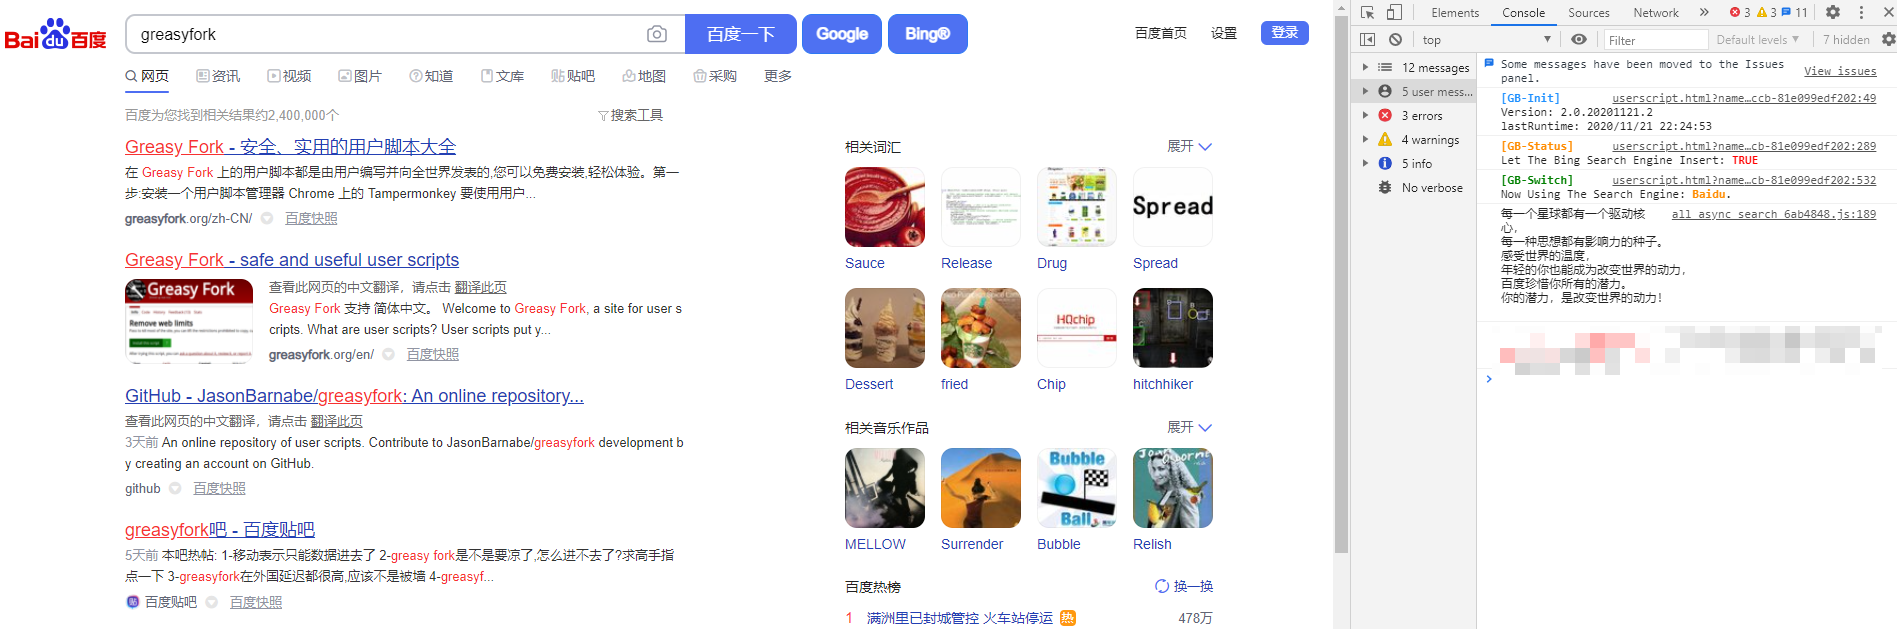 Bai du 百度
greasyfork
百度一下
Google
Bing®
百度首页
设置
登录
网页
资讯
视频
图片
知道
文库
贴吧
地图
采购
更多
百度为您找到相关结果约2,400,000个
搜索工具
Greasy Fork - 安全、实用的用户脚本大全
在 Greasy Fork 上的用户脚本都是由用户编写并向全世界发表的,您可以免费安装,轻松体验。第一
步:安装一个用户脚本管理器 Chrome 上的 Tampermonkey 要使用用户...
greasyfork.org/zh-CN/
百度快照
Greasy Fork - safe and useful user scripts
Greasy Fork
Remove web limits
查看此网页的中文翻译，请点击 翻译此页
Greasy Fork 支持 简体中文。 Welcome to Greasy Fork, a site for user s
cripts. What are user scripts? User scripts put y...
greasyfork.org/en/
百度快照
GitHub - JasonBarnabe/greasyfork: An online repository...
查看此网页的中文翻译，请点击 翻译此页
3天前 An online repository of user scripts. Contribute to JasonBarnabe/greasyfork development b
y creating an account on GitHub.
github
百度快照
greasyfork吧 - 百度贴吧
5天前 本吧热帖: 1-移动表示只能数据进去了 2-greasy fork是不是要凉了,怎么进不去了?求高手指
点一下 3-greasyfork在外国延迟都很高,应该不是被墙 4-greasyf...
贴 百度贴吧
百度快照
相关词汇
展开
Spread
Sauce
Release
Drug
Spread
HQchip
Dessert
fried
Chip
hitchhiker
相关音乐作品
展开
Bubble
Ball
MELLOW
Surrender
Bubble
Relish
百度热榜
换一换
1 满洲里已封城管控 火车站停运 热
478万
Elements
Console
Sources
Network
3
3
11
top
Filter
Default levels
7 hidden
12 messages
5 user mess...
3 errors
4 warnings
5 info
No verbose
Some messages have been moved to the Issues
panel.
View issues
[GB-Init]
userscript.html?name…ccb-81e099edf202:49
Version: 2.0.20201121.2
lastRuntime: 2020/11/21 22:24:53
[GB-Status]
userscript.html?name…cb-81e099edf202:289
Let The Bing Search Engine Insert: TRUE
[GB-Switch]
userscript.html?name…cb-81e099edf202:532
Now Using The Search Engine: Baidu.
每一个星球都有一个驱动核
all_async_search_6ab4848.js:189
心，
每一种思想都有影响力的种子。
感受世界的温度，
年轻的你也能成为改变世界的动力，
百度珍惜你所有的潜力。
你的潜力，是改变世界的动力！